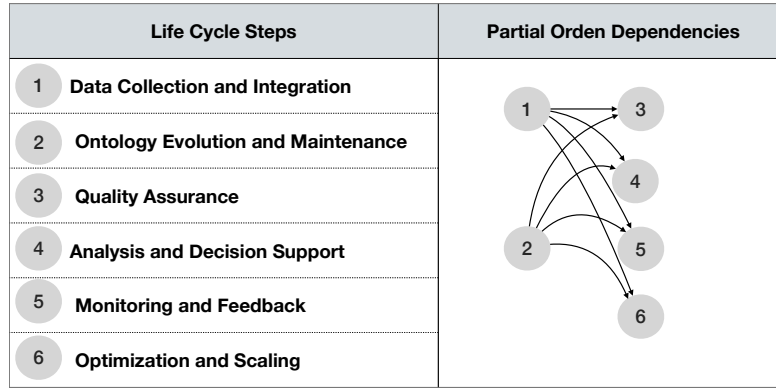 Life Cycle Steps
Partial Orden Dependencies
1 Data Collection and Integration
2 Ontology Evolution and Maintenance
3 Quality Assurance
4 Analysis and Decision Support
5 Monitoring and Feedback
6 Optimization and Scaling
1
3
4
2
5
6